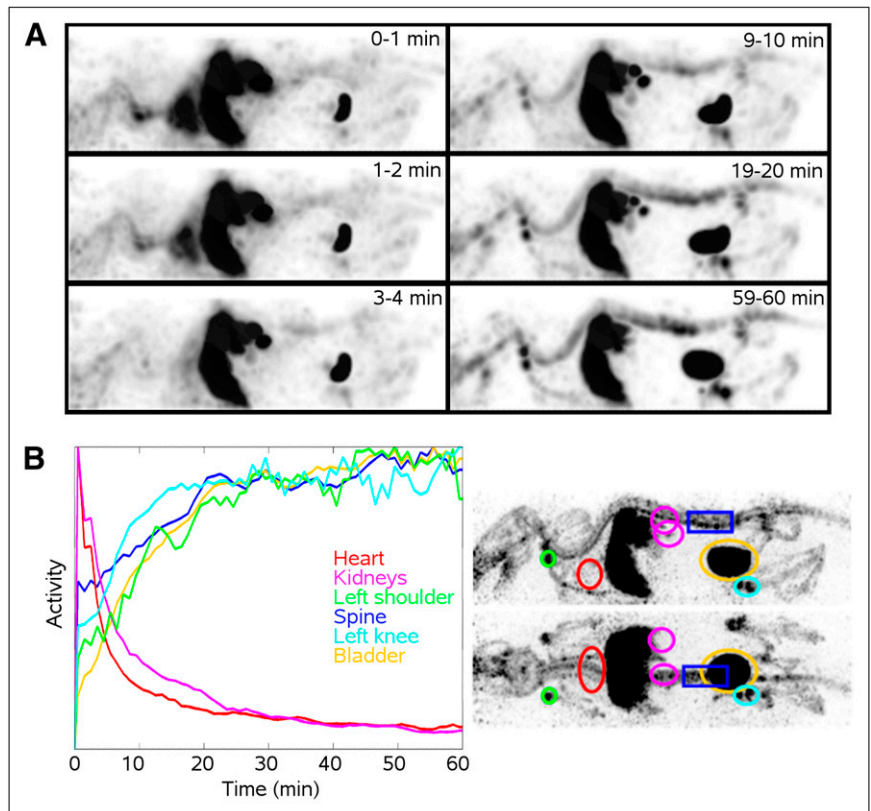 A
0-1 min
9-10 min
1-2 min
19-20 min
3-4 min
59-60 min
B
Activity
Heart
Kidneys
Left shoulder
Spine
Left knee
Bladder
0
10
20
30
40
50
60
Time (min)